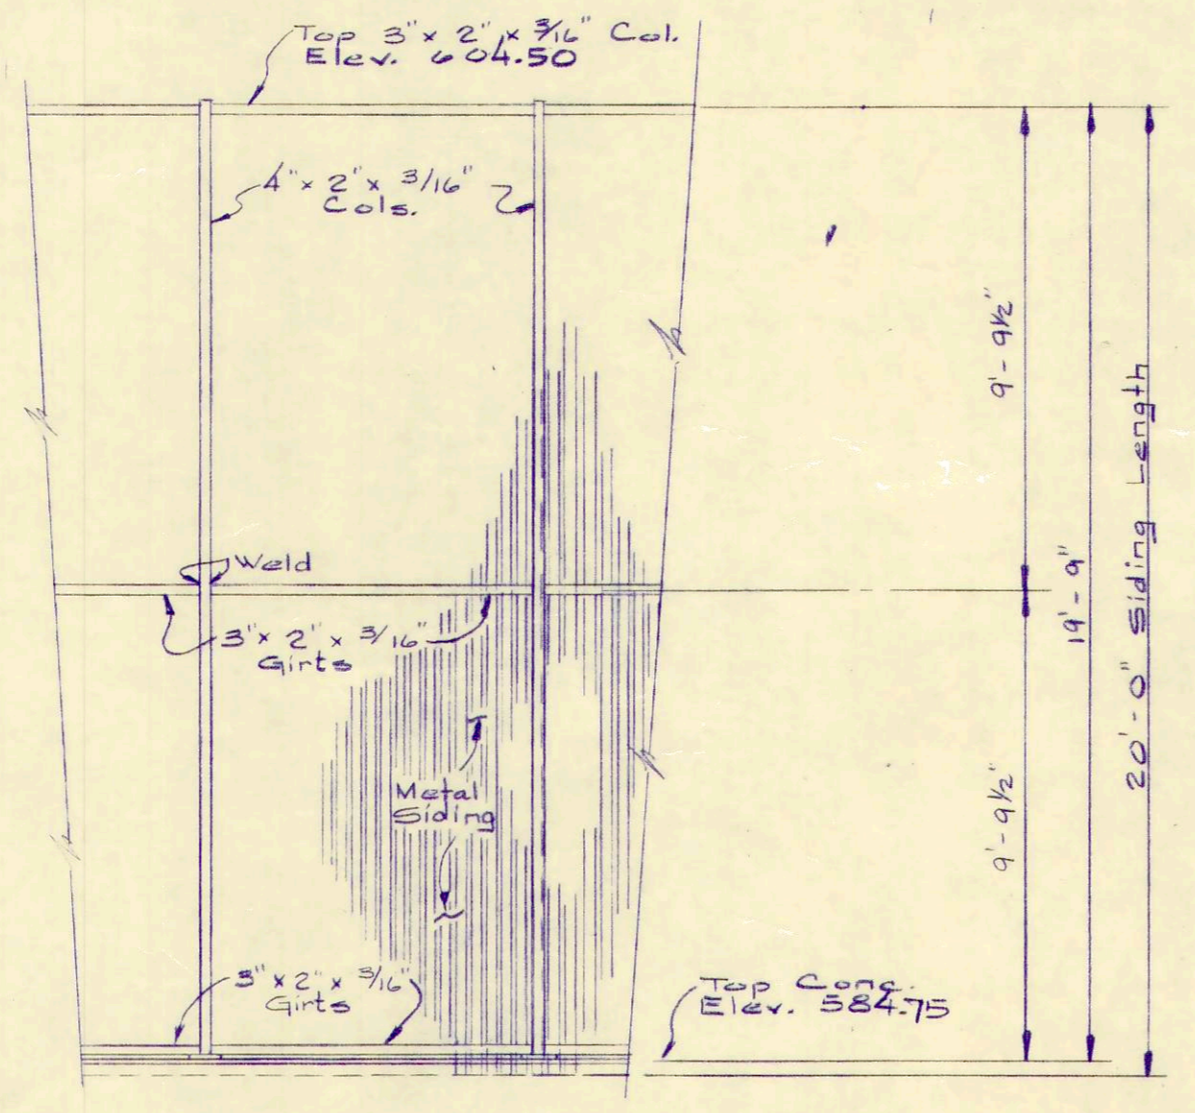 Top 3" x 2" x 3/16" Col.
Elev. 604.50
4" x 2" x 3/16"
Cols.
9'-9½"
Weld
3" x 2" x 3/16"
Girts
19'-9"
20'-0" Siding Length
Metal
Siding
9'-9½"
3" x 2" x 3/16"
Girts
Top Conc.
Elev. 584.75